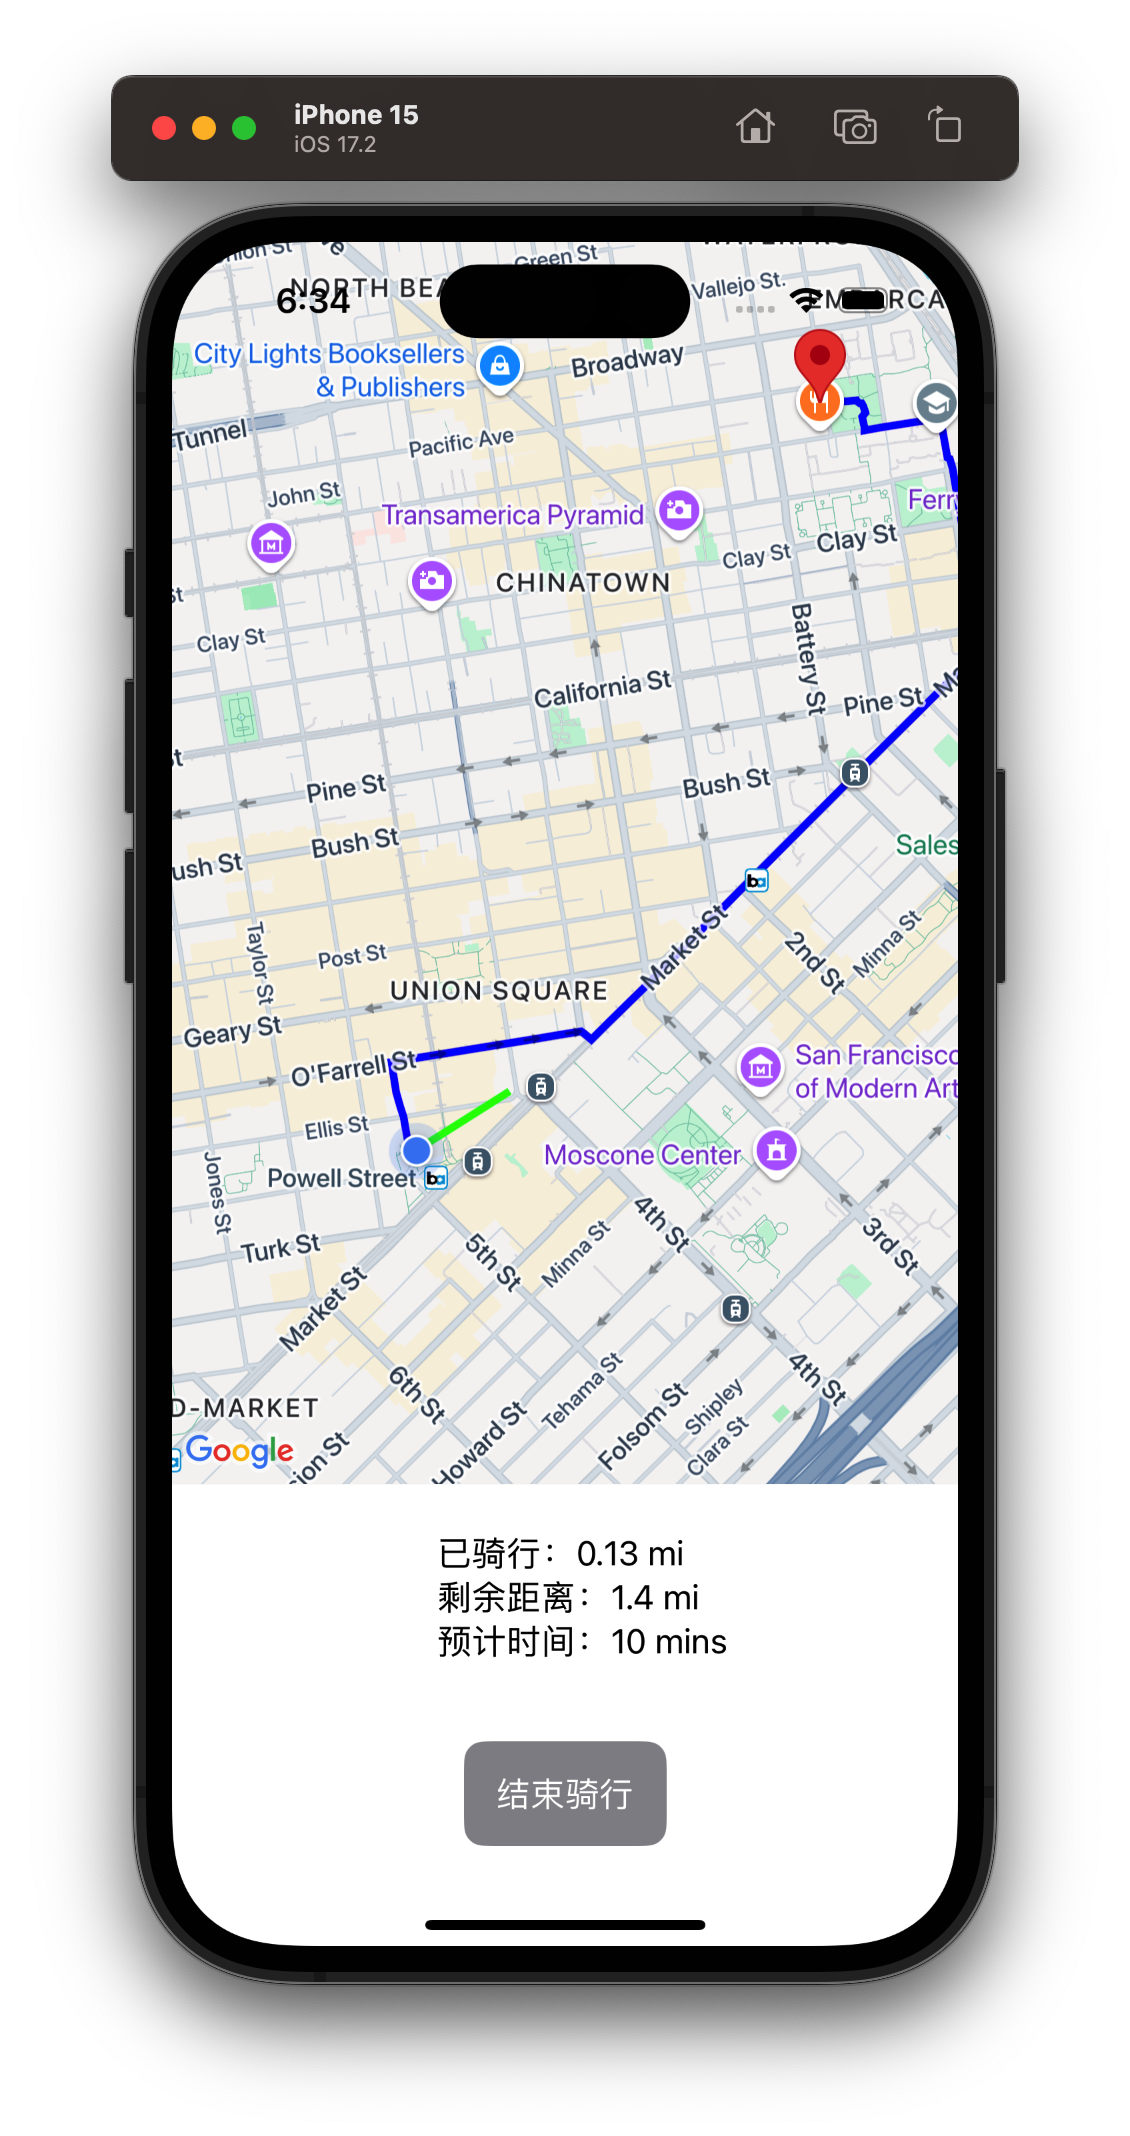 iPhone 15
iOS 17.2
6:34
NORTH BEA
Green St
Vallejo St.
City Lights Booksellers
& Publishers
Broadway
Tunnel
Pacific Ave
John St
Transamerica Pyramid
Ferry
Clay St
Clay St
CHINATOWN
St
Clay St
Battery St
California St
Pine St
Ma
St
Pine St
Bush St
Bush St
ush St
Sales
Taylor St
Post St
Market St
2nd St
Minna St
UNION SQUARE
Geary St
O'Farrell St
San Francisco
of Modern Art
Ellis St
Moscone Center
Powell Street
Jones St
Turk St
5th St
Minna St
4th St
3rd St
Market St
6th St
Tehama St
Folsom St
Shipley
Clara St
4th St
D-MARKET
Google
sion St
Howard St
已骑行：0.13 mi
剩余距离：1.4 mi
预计时间：10 mins
结束骑行